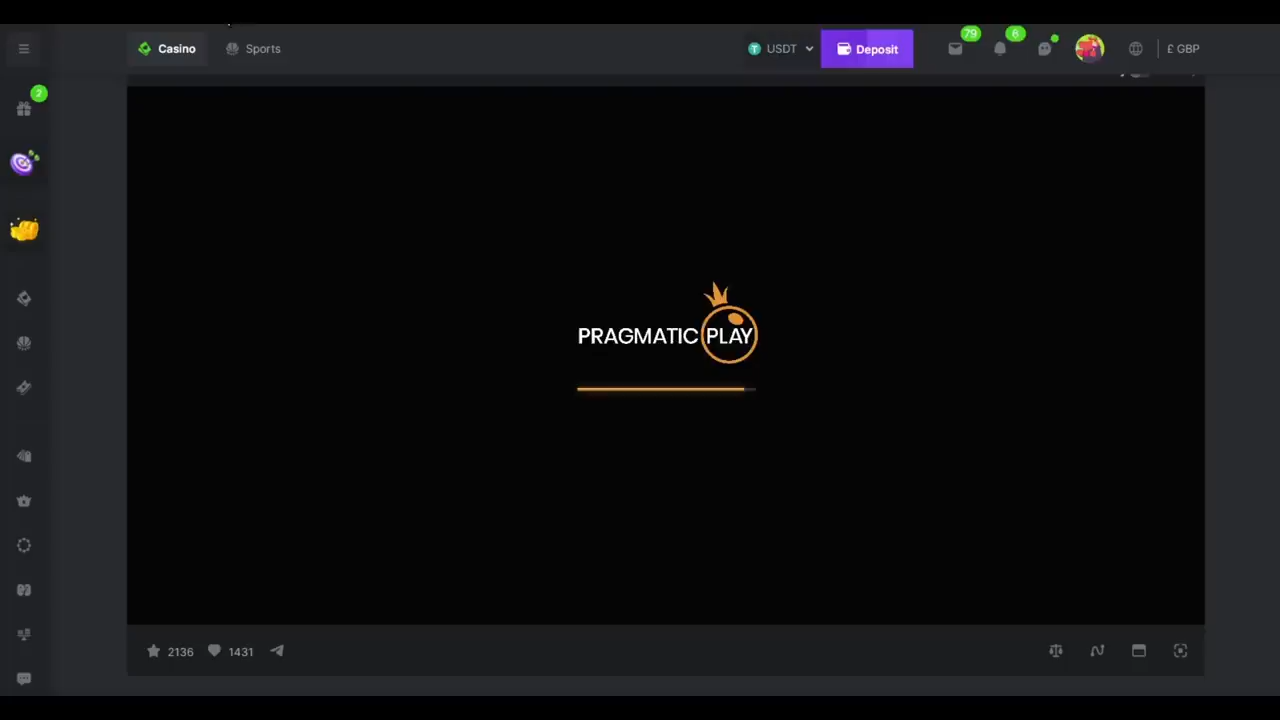 Casino
Sports
USDT
Deposit
79
6
£ GBP
2
PRAGMATIC PLAY
2136
1431